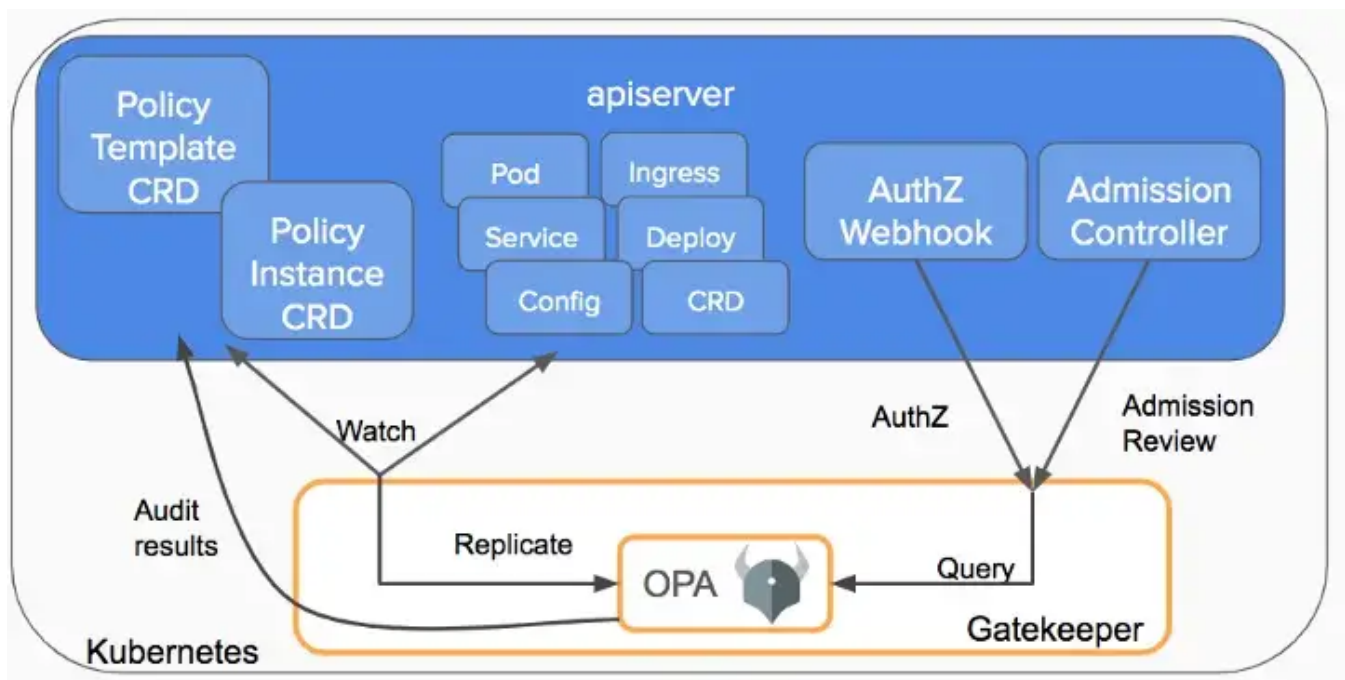 apiserver
Policy
Template
CRD
Policy
Instance
CRD
Pod
Ingress
Service
Deploy
Config
CRD
AuthZ
Webhook
Admission
Controller
Watch
AuthZ
Admission
Review
Audit
results
Replicate
OPA
Query
Gatekeeper
Kubernetes